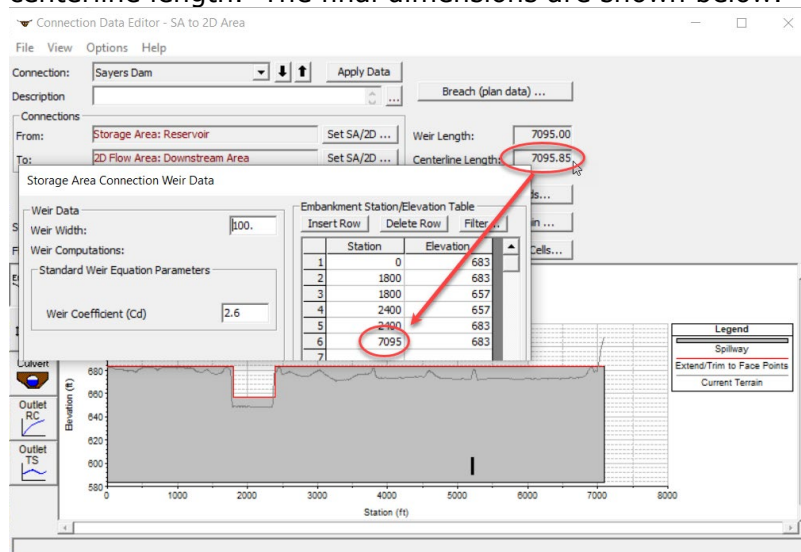 centerline length. The final dimensions are shown below.
Connection Data Editor - SA to 2D Area
File View Options Help
Connection: Sayers Dam Apply Data
Description ... Breach (plan data) ...
Connections
From: Storage Area: Reservoir Set SA/2D ... Weir Length: 7095.00
To: 2D Flow Area: Downstream Area Set SA/2D ... Centerline Length: 7095.85
Storage Area Connection Weir Data
Weir Data
Weir Width: 100.
Weir Computations:
Standard Weir Equation Parameters
Weir Coefficient (Cd) 2.6
Embankment Station/Elevation Table
Insert Row Delete Row Filter...
Station Elevation
1 0 683
2 1800 683
3 1800 657
4 2400 657
5 2400 683
6 7095 683
7
Cells...
Culvert
Outlet
RC
Outlet
TS
Elevation (ft)
680
660
640
620
600
580
0 1000 2000 3000 4000 5000 6000 7000 8000
Station (ft)
Legend
Spillway
Extend/Trim to Face Points
Current Terrain